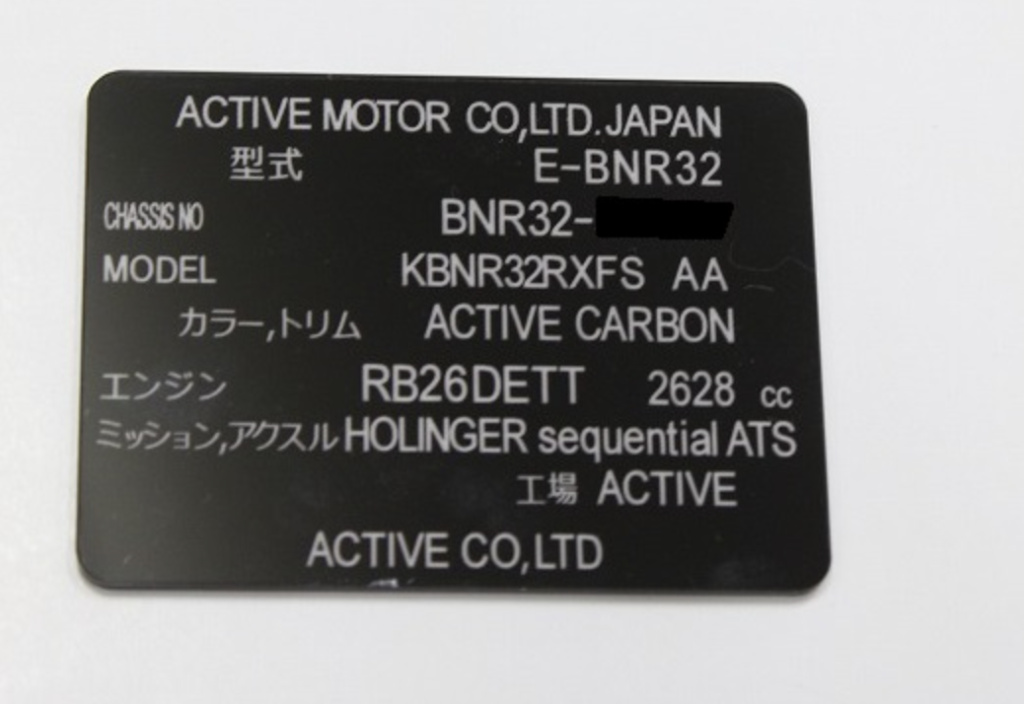 ACTIVE MOTOR CO,LTD.JAPAN
型式 E-BNR32
CHASSIS NO BNR32-
MODEL KBNR32RXFS AA
カラー,トリム ACTIVE CARBON
エンジン RB26DETT 2628 cc
ミッション,アクスル HOLINGER sequential ATS
工場 ACTIVE
ACTIVE CO,LTD